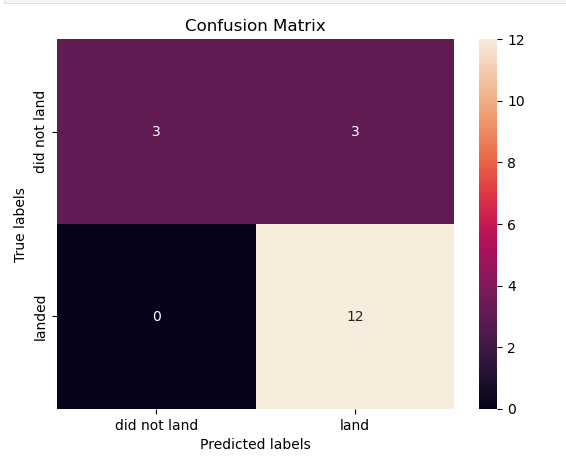 Confusion Matrix
True labels
did not land
landed
3
3
0
12
did not land
land
Predicted labels
12
10
8
6
4
2
0